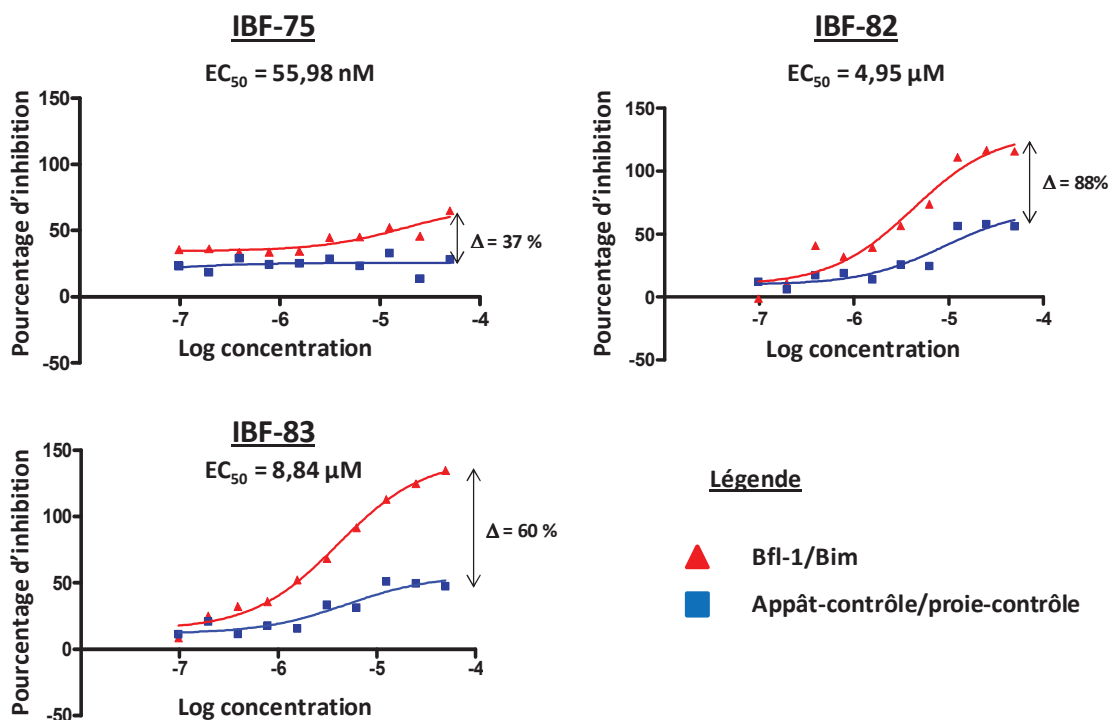 IBF-75
EC50 = 55,98 nM
Pourcentage d'inhibition
150
100
50
0
-50
-7
-6
-5
-4
Log concentration
Δ = 37 %
IBF-82
EC50 = 4,95 µM
Pourcentage d'inhibition
150
100
50
0
-50
-7
-6
-5
-4
Log concentration
Δ = 88%
IBF-83
EC50 = 8,84 µM
Pourcentage d'inhibition
150
100
50
0
-50
-7
-6
-5
-4
Log concentration
Δ = 60 %
Légende
Bfl-1/Bim
Appât-contrôle/proie-contrôle